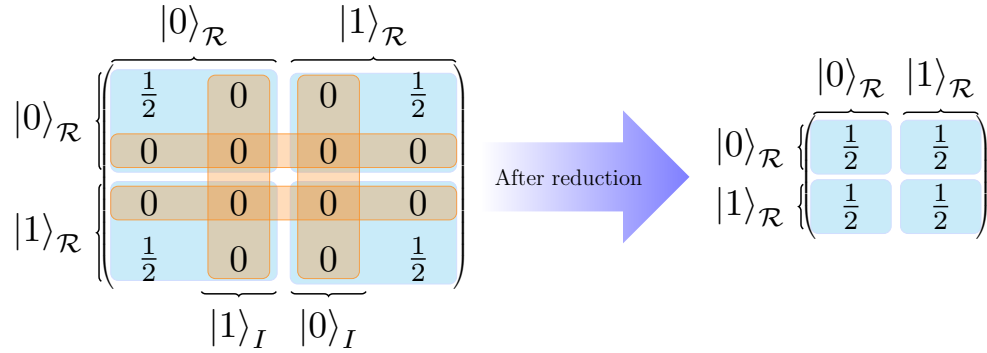 |0⟩_ℛ |1⟩_ℛ
|0⟩_ℛ |1⟩_ℛ
1/2 0 0 1/2
|0⟩_ℛ
0 0 0 0
|0⟩_ℛ 1/2 1/2
After reduction
0 0 0 0
|1⟩_ℛ 1/2 1/2
|1⟩_ℛ
1/2 0 0 1/2
|1⟩_I |0⟩_I